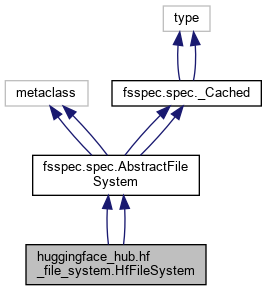 type
metaclass
fsspec.spec._Cached
fsspec.spec.AbstractFile
System
huggingface_hub.hf
_file_system.HfFileSystem